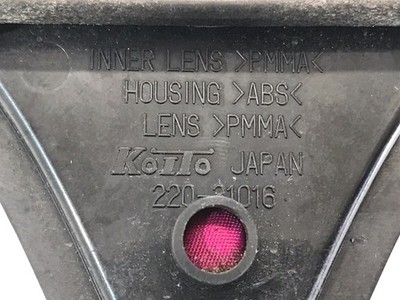 INNER LENS >PMMA<
HOUSING >ABS<
LENS >PMMA<
KOITO JAPAN
220-21016